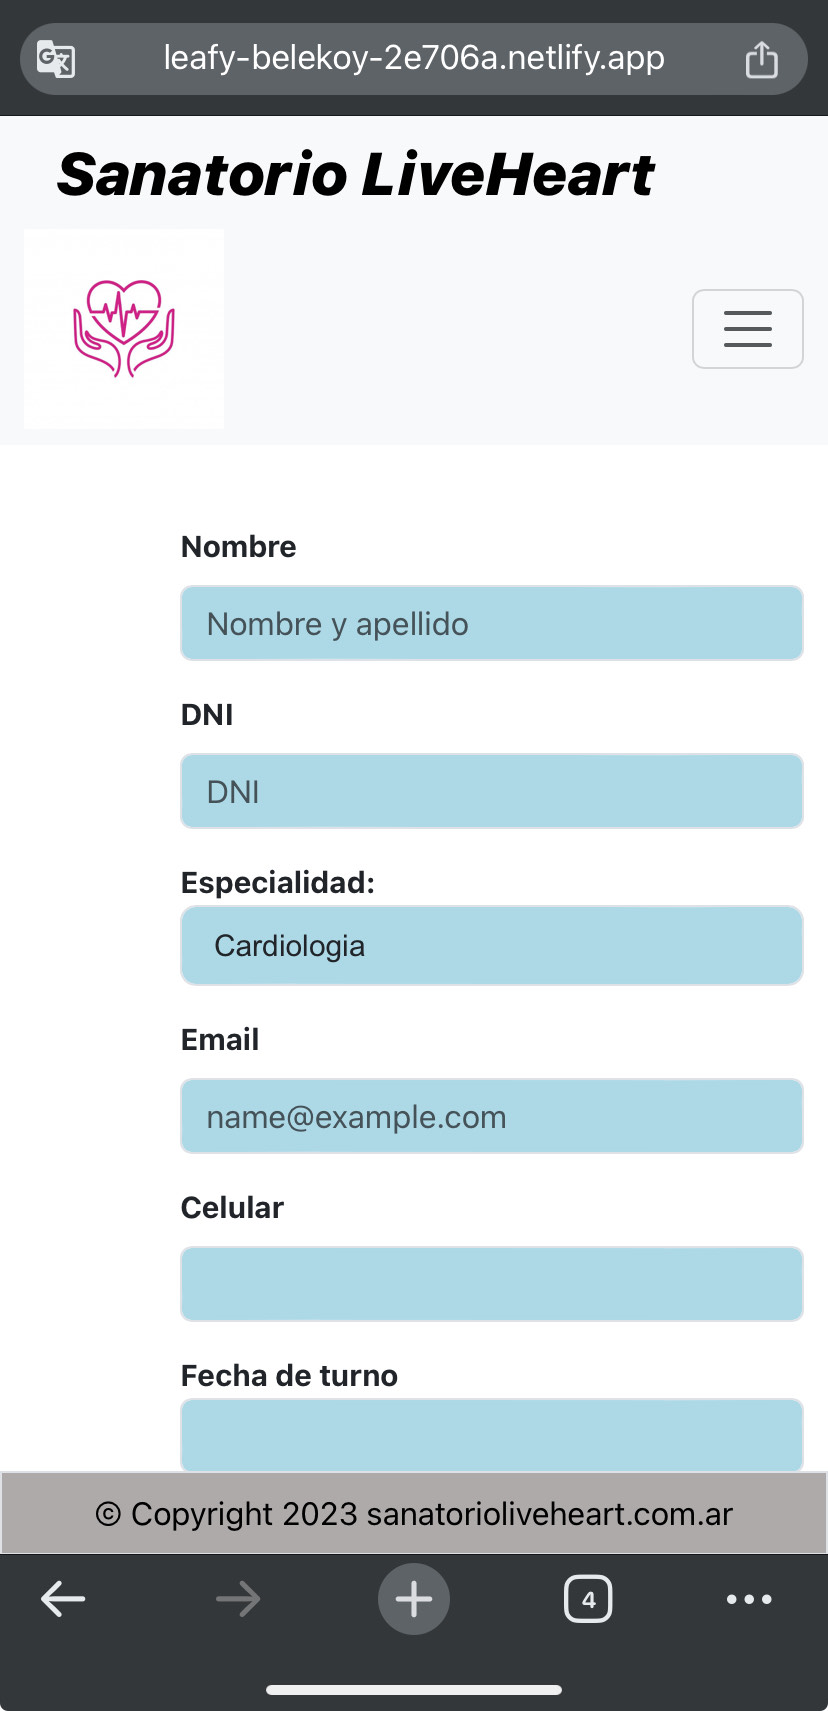 leafy-belekoy-2e706a.netlify.app
Sanatorio LiveHeart
Nombre
Nombre y apellido
DNI
DNI
Especialidad:
Cardiologia
Email
name@example.com
Celular
Fecha de turno
© Copyright 2023 sanatorioliveheart.com.ar
4